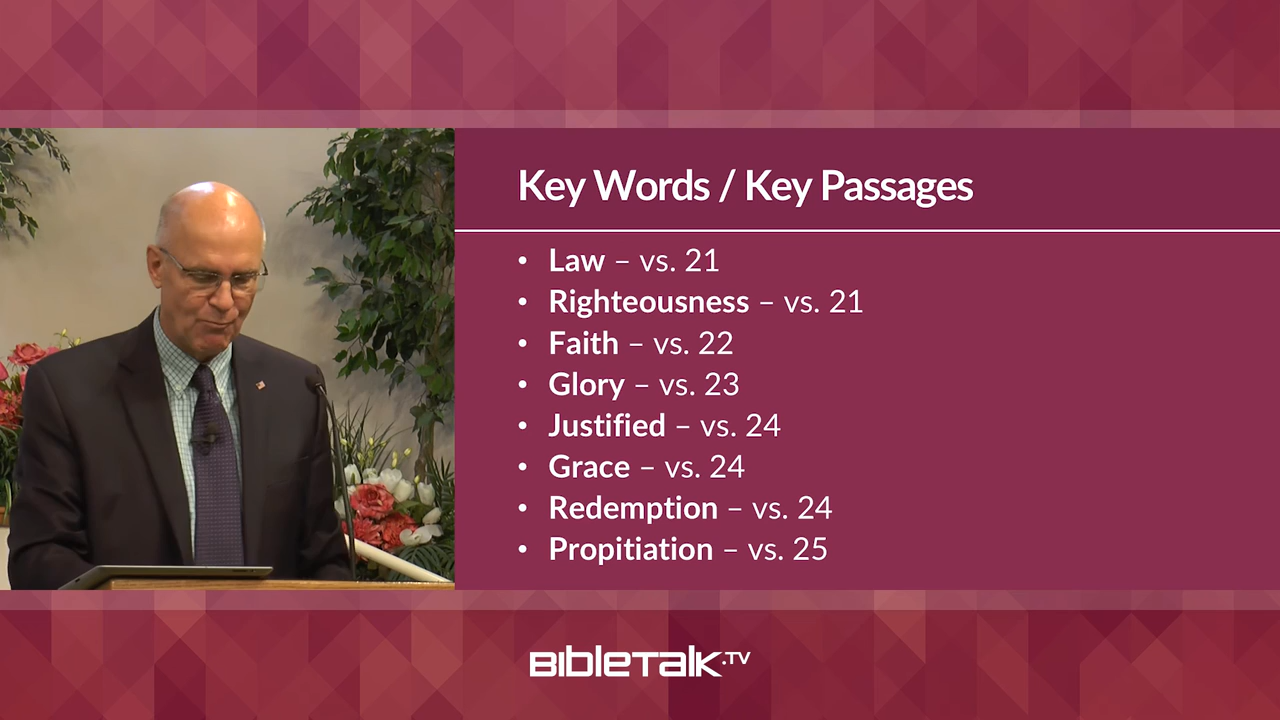 Key Words / Key Passages
• Law – vs. 21
• Righteousness – vs. 21
• Faith – vs. 22
• Glory – vs. 23
• Justified – vs. 24
• Grace – vs. 24
• Redemption – vs. 24
• Propitiation – vs. 25
BibleTalk.TV